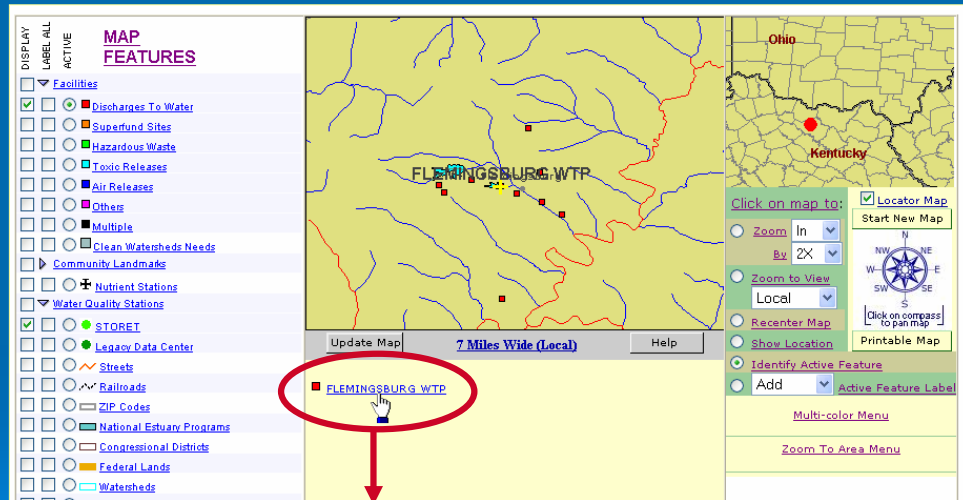 DISPLAY
LABEL ALL
ACTIVE
MAP
FEATURES
Facilities
Discharges To Water
Superfund Sites
Hazardous Waste
Toxic Releases
Air Releases
Others
Multiple
Clean Watersheds Needs
Community Landmarks
Nutrient Stations
Water Quality Stations
STORET
Legacy Data Center
Streets
Railroads
ZIP Codes
National Estuary Programs
Congressional Districts
Federal Lands
Watersheds
FLEMINGSBURG WTP
Update Map
7 Miles Wide (Local)
Help
FLEMINGSBURG WTP
Ohio
Kentucky
Click on map to:
Locator Map
Start New Map
Zoom In
By 2X
Zoom to View
Local
Recenter Map
Show Location
Identify Active Feature
Add Active Feature Label
N
NW NE
W E
SW SE
S
Click on compass
to pan map
Printable Map
Multi-color Menu
Zoom To Area Menu